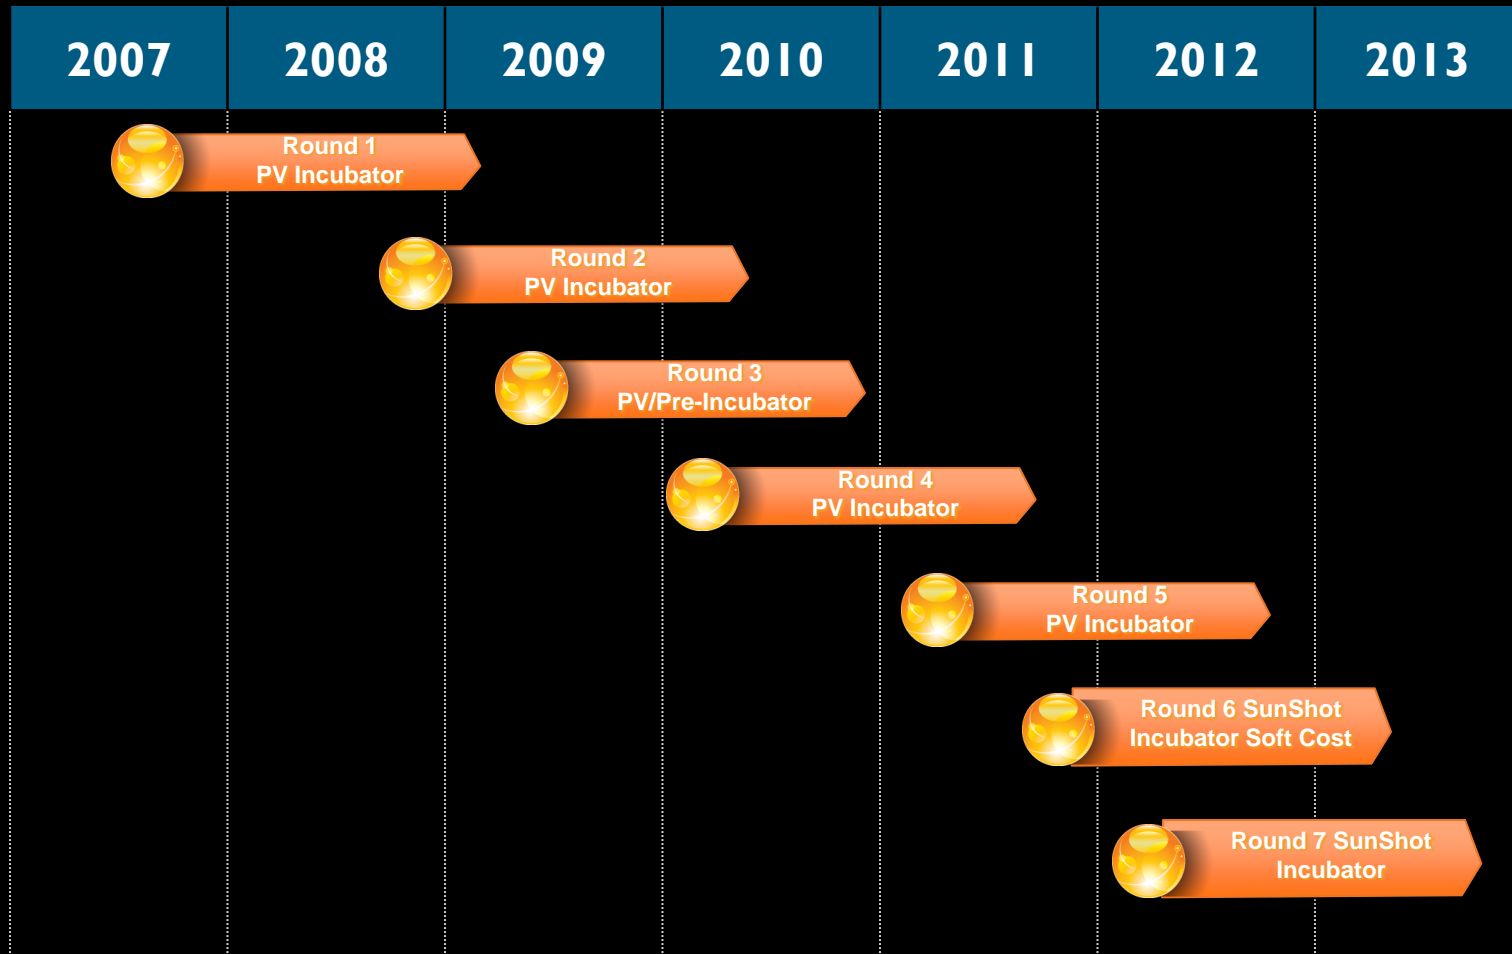 2007 2008 2009 2010 2011 2012 2013
Round 1
PV Incubator
Round 2
PV Incubator
Round 3
PV/Pre-Incubator
Round 4
PV Incubator
Round 5
PV Incubator
Round 6 SunShot
Incubator Soft Cost
Round 7 SunShot
Incubator